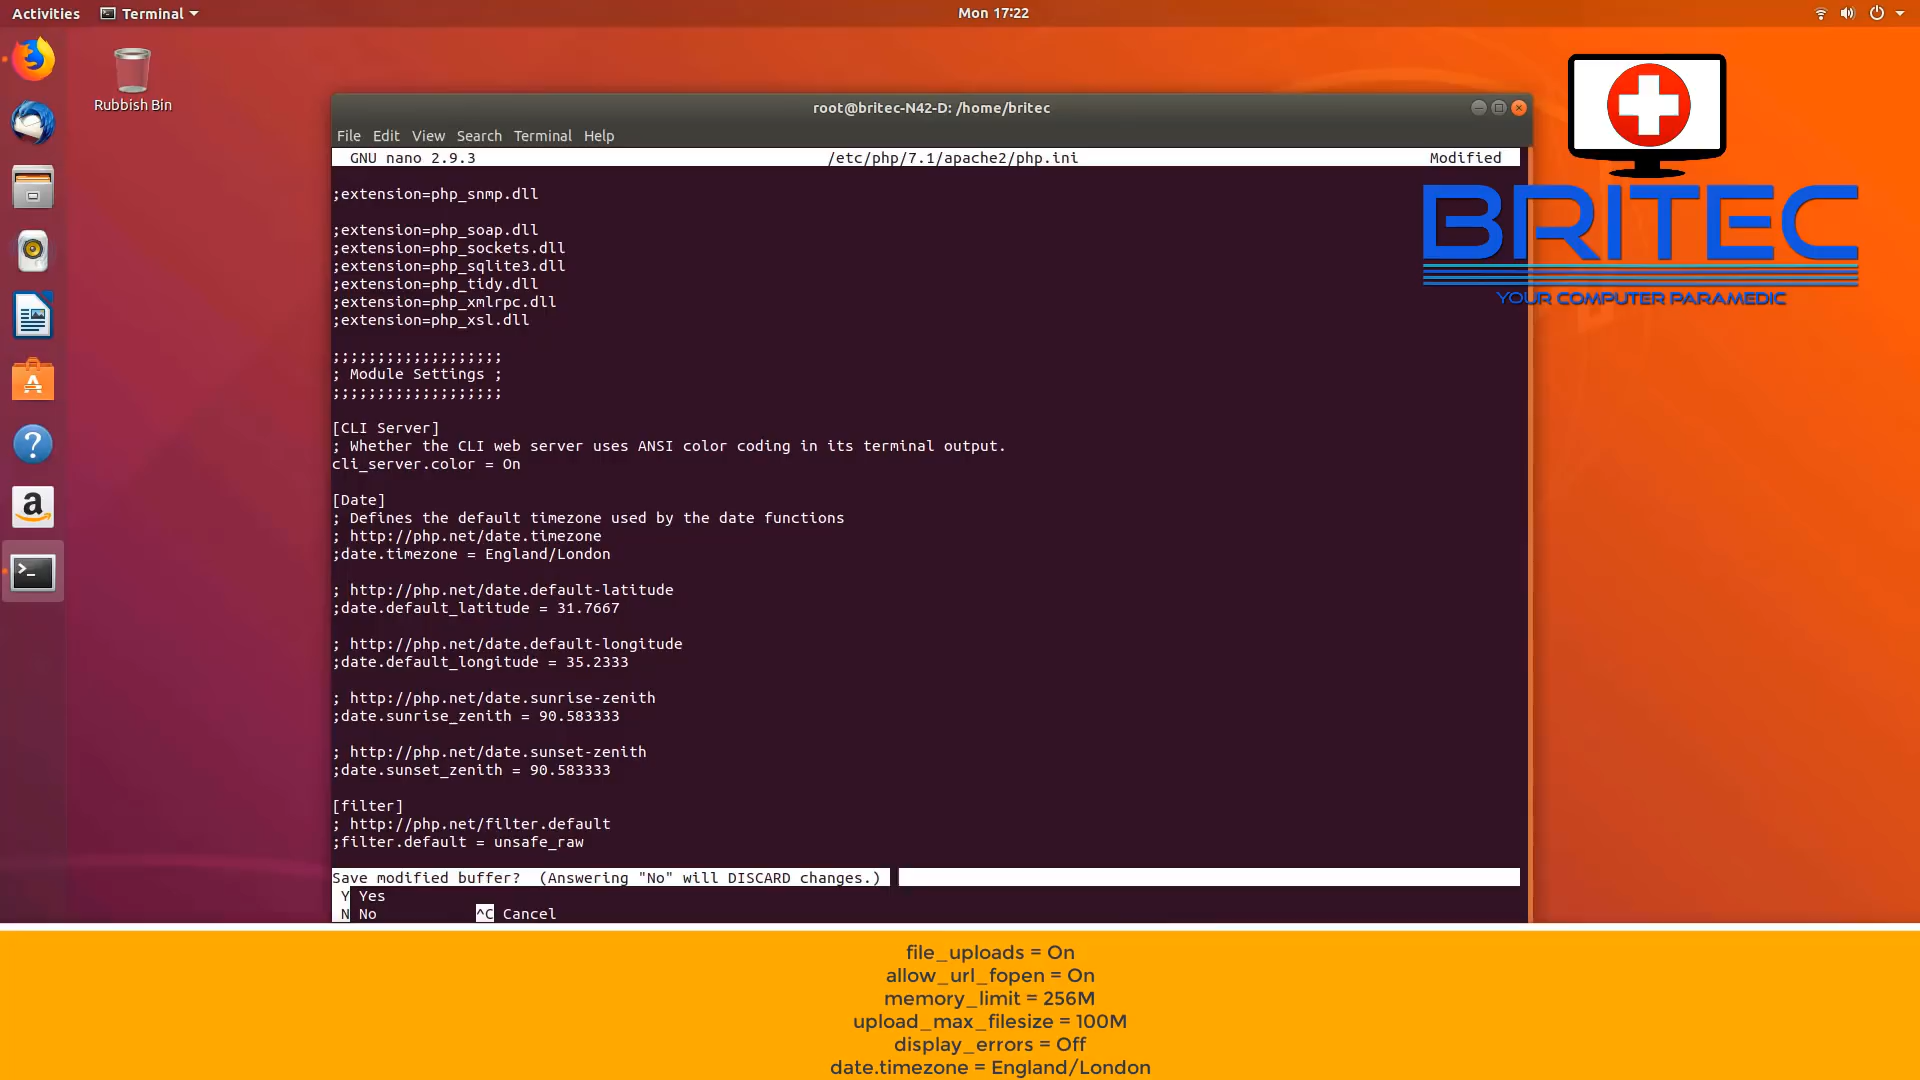 Activities Terminal Mon 17:22
Rubbish Bin
root@britec-N42-D: /home/britec
File Edit View Search Terminal Help
GNU nano 2.9.3 /etc/php/7.1/apache2/php.ini Modified
;extension=php_snmp.dll
;extension=php_soap.dll
;extension=php_sockets.dll
;extension=php_sqlite3.dll
;extension=php_tidy.dll
;extension=php_xmlrpc.dll
;extension=php_xsl.dll
;;;;;;;;;;;;;;;;;;;
; Module Settings ;
;;;;;;;;;;;;;;;;;;;
[CLI Server]
; Whether the CLI web server uses ANSI color coding in its terminal output.
cli_server.color = On
[Date]
; Defines the default timezone used by the date functions
; http://php.net/date.timezone
;date.timezone = England/London
; http://php.net/date.default-latitude
;date.default_latitude = 31.7667
; http://php.net/date.default-longitude
;date.default_longitude = 35.2333
; http://php.net/date.sunrise-zenith
;date.sunrise_zenith = 90.583333
; http://php.net/date.sunset-zenith
;date.sunset_zenith = 90.583333
[filter]
; http://php.net/filter.default
;filter.default = unsafe_raw
Save modified buffer? (Answering "No" will DISCARD changes.)
Y Yes
N No ^C Cancel
BRITEC
YOUR COMPUTER PARAMEDIC
file_uploads = On
allow_url_fopen = On
memory_limit = 256M
upload_max_filesize = 100M
display_errors = Off
date.timezone = England/London